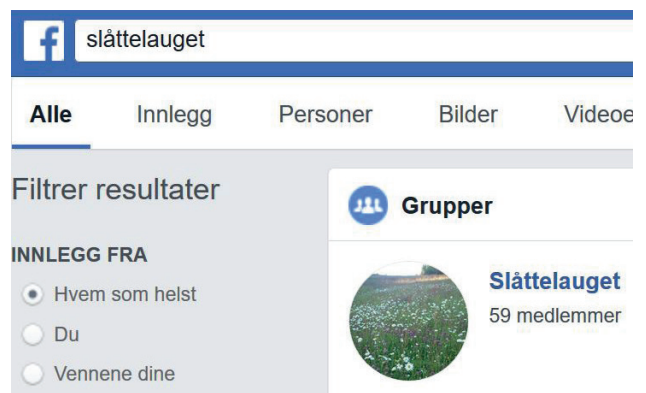 slåttelauget
Alle Innlegg Personer Bilder Videoe
Filtrer resultater
INNLEGG FRA
Hvem som helst
Du
Vennene dine
Grupper
Slåttelauget
59 medlemmer